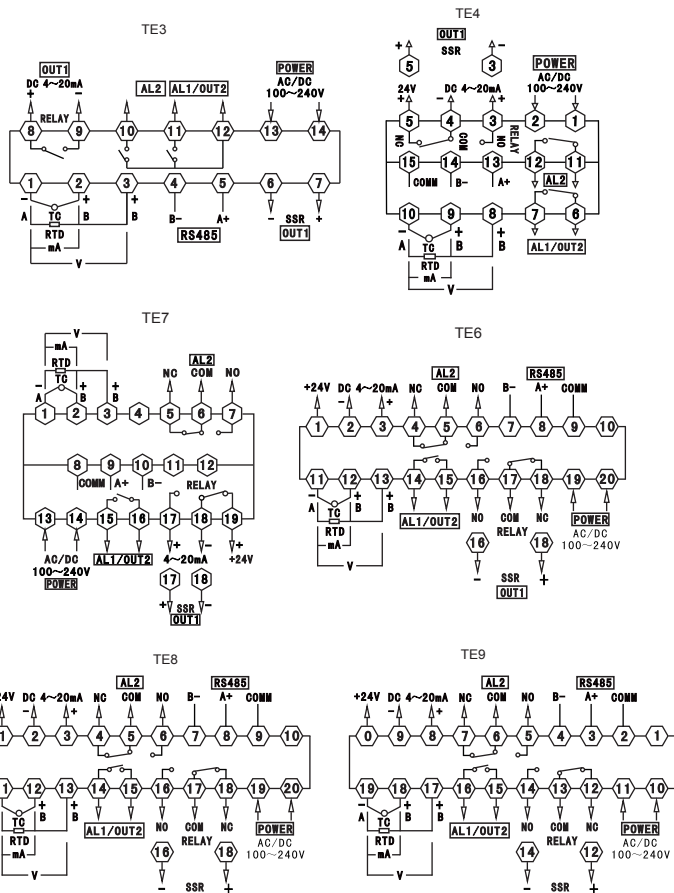 TE3
OUT1
DC 4～20mA
+ -
AL2 AL1/OUT2
POWER
AC/DC
100～240V
RELAY
8 9 10 11 12 13 14
1 2 3 4 5 6 7
- + +
A TC B B
RTD
mA
V
B- A+
RS485
- SSR +
OUT1
TE4
OUT1
SSR
+ -
5 3
24V DC 4～20mA
+ - +
POWER
AC/DC
100～240V
5 4 3 2 1
NC COM NO RELAY
15 14 13 12 11
COMM B- A+
AL2
10 9 8 7 6
- + +
A TC B B
RTD
mA
V
AL1/OUT2
TE7
V
mA
RTD
TC
- + +
A B B
AL2
NC COM NO
1 2 3 4 5 6 7
8 9 10 11 12
COMM A+ B-
RELAY
13 14 15 16 17 18 19
AC/DC
100～240V
POWER
AL1/OUT2
+ - +
4～20mA +24V
17 18
+ SSR -
OUT1
TE6
AL2 RS485
+24V DC 4～20mA NC COM NO B- A+ COMM
- +
1 2 3 4 5 6 7 8 9 10
11 12 13 14 15 16 17 18 19 20
- + +
A TC B B
RTD
mA
V
AL1/OUT2
NO COM NC
RELAY
POWER
AC/DC
100～240V
16 18
- SSR +
OUT1
TE8
AL2 RS485
24V DC 4～20mA NC COM NO B- A+ COMM
- +
1 2 3 4 5 6 7 8 9 10
1 12 13 14 15 16 17 18 19 20
+ +
TC B B
RTD
mA
V
AL1/OUT2
NO COM NC
RELAY
POWER
AC/DC
100～240V
16 18
- SSR +
TE9
AL2 RS485
+24V DC 4～20mA NC COM NO B- A+ COMM
- +
0 9 8 7 6 5 4 3 2 1
19 18 17 16 15 14 13 12 11 10
- + +
A TC B B
RTD
mA
V
AL1/OUT2
NO COM NC
RELAY
POWER
AC/DC
100～240V
14 12
- SSR +